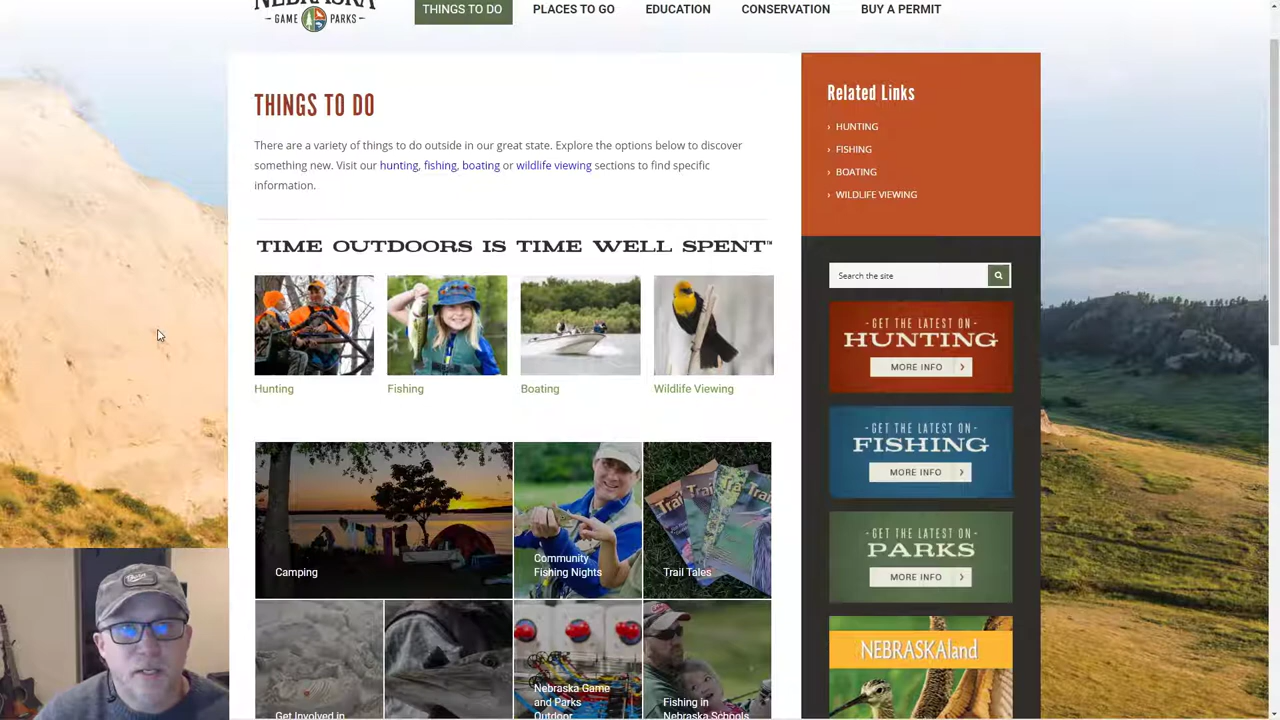 NEBRASKA
GAME PARKS
THINGS TO DO
PLACES TO GO
EDUCATION
CONSERVATION
BUY A PERMIT
THINGS TO DO
There are a variety of things to do outside in our great state. Explore the options below to discover
something new. Visit our hunting, fishing, boating or wildlife viewing sections to find specific
information.
TIME OUTDOORS IS TIME WELL SPENT™
Hunting
Fishing
Boating
Wildlife Viewing
Camping
Community
Fishing Nights
Trail Tales
Get Involved in
Nebraska Game
and Parks
Outdoor
Fishing in
Nebraska Schools
Related Links
› HUNTING
› FISHING
› BOATING
› WILDLIFE VIEWING
Search the site
GET THE LATEST ON
HUNTING
MORE INFO ›
GET THE LATEST ON
FISHING
MORE INFO ›
GET THE LATEST ON
PARKS
MORE INFO ›
NEBRASKAland